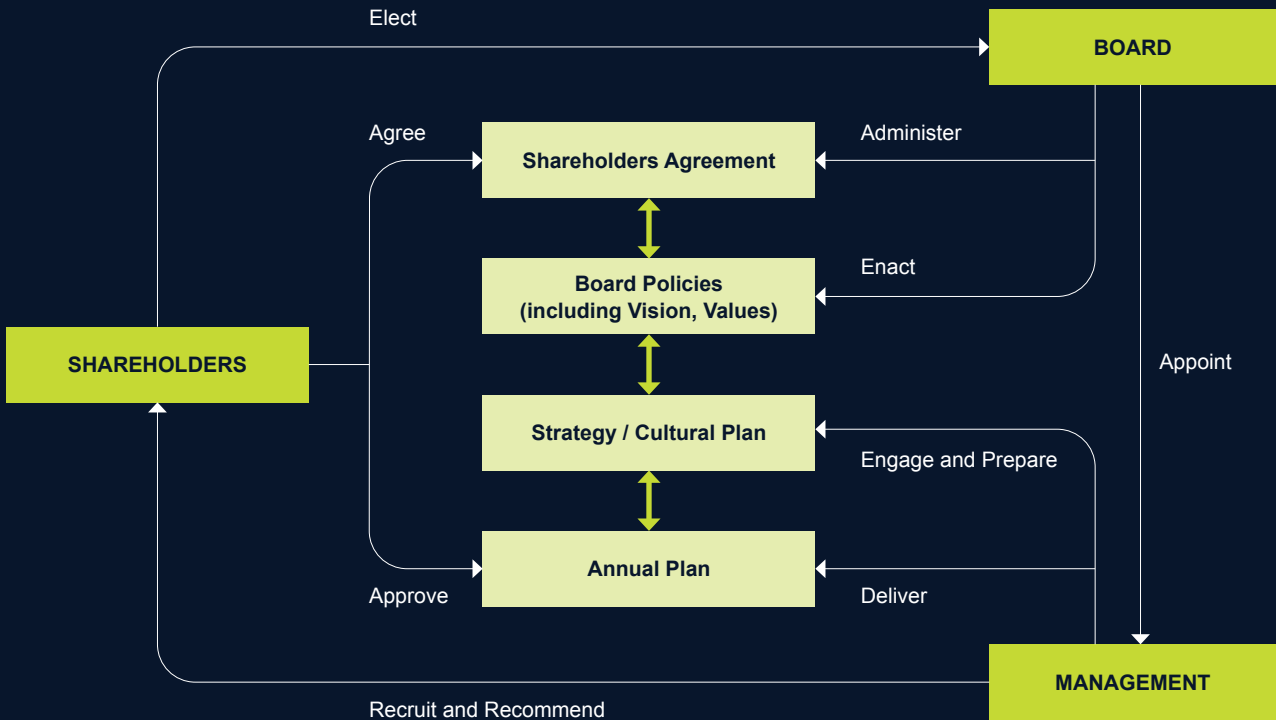 Elect
BOARD
Agree
Shareholders Agreement
Administer
Board Policies
(including Vision, Values)
Enact
SHAREHOLDERS
Appoint
Strategy / Cultural Plan
Engage and Prepare
Annual Plan
Approve
Deliver
MANAGEMENT
Recruit and Recommend